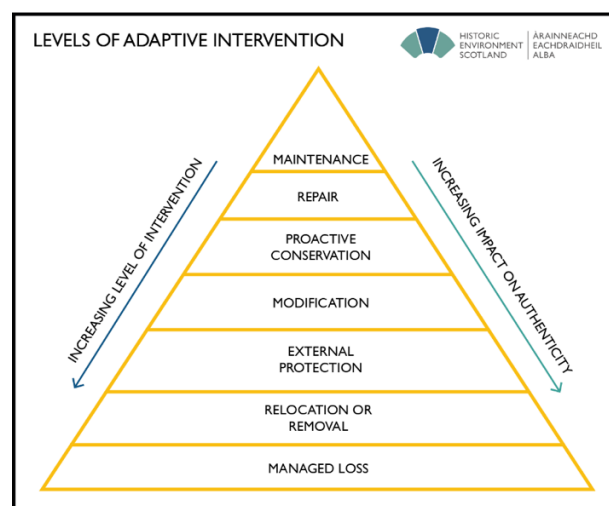 LEVELS OF ADAPTIVE INTERVENTION
HISTORIC
ENVIRONMENT
SCOTLAND
ÀRAINNEACHD
EACHDRAIDHEIL
ALBA
MAINTENANCE
REPAIR
PROACTIVE
CONSERVATION
MODIFICATION
EXTERNAL
PROTECTION
RELOCATION OR
REMOVAL
MANAGED LOSS
INCREASING LEVEL OF INTERVENTION
INCREASING IMPACT ON AUTHENTICITY